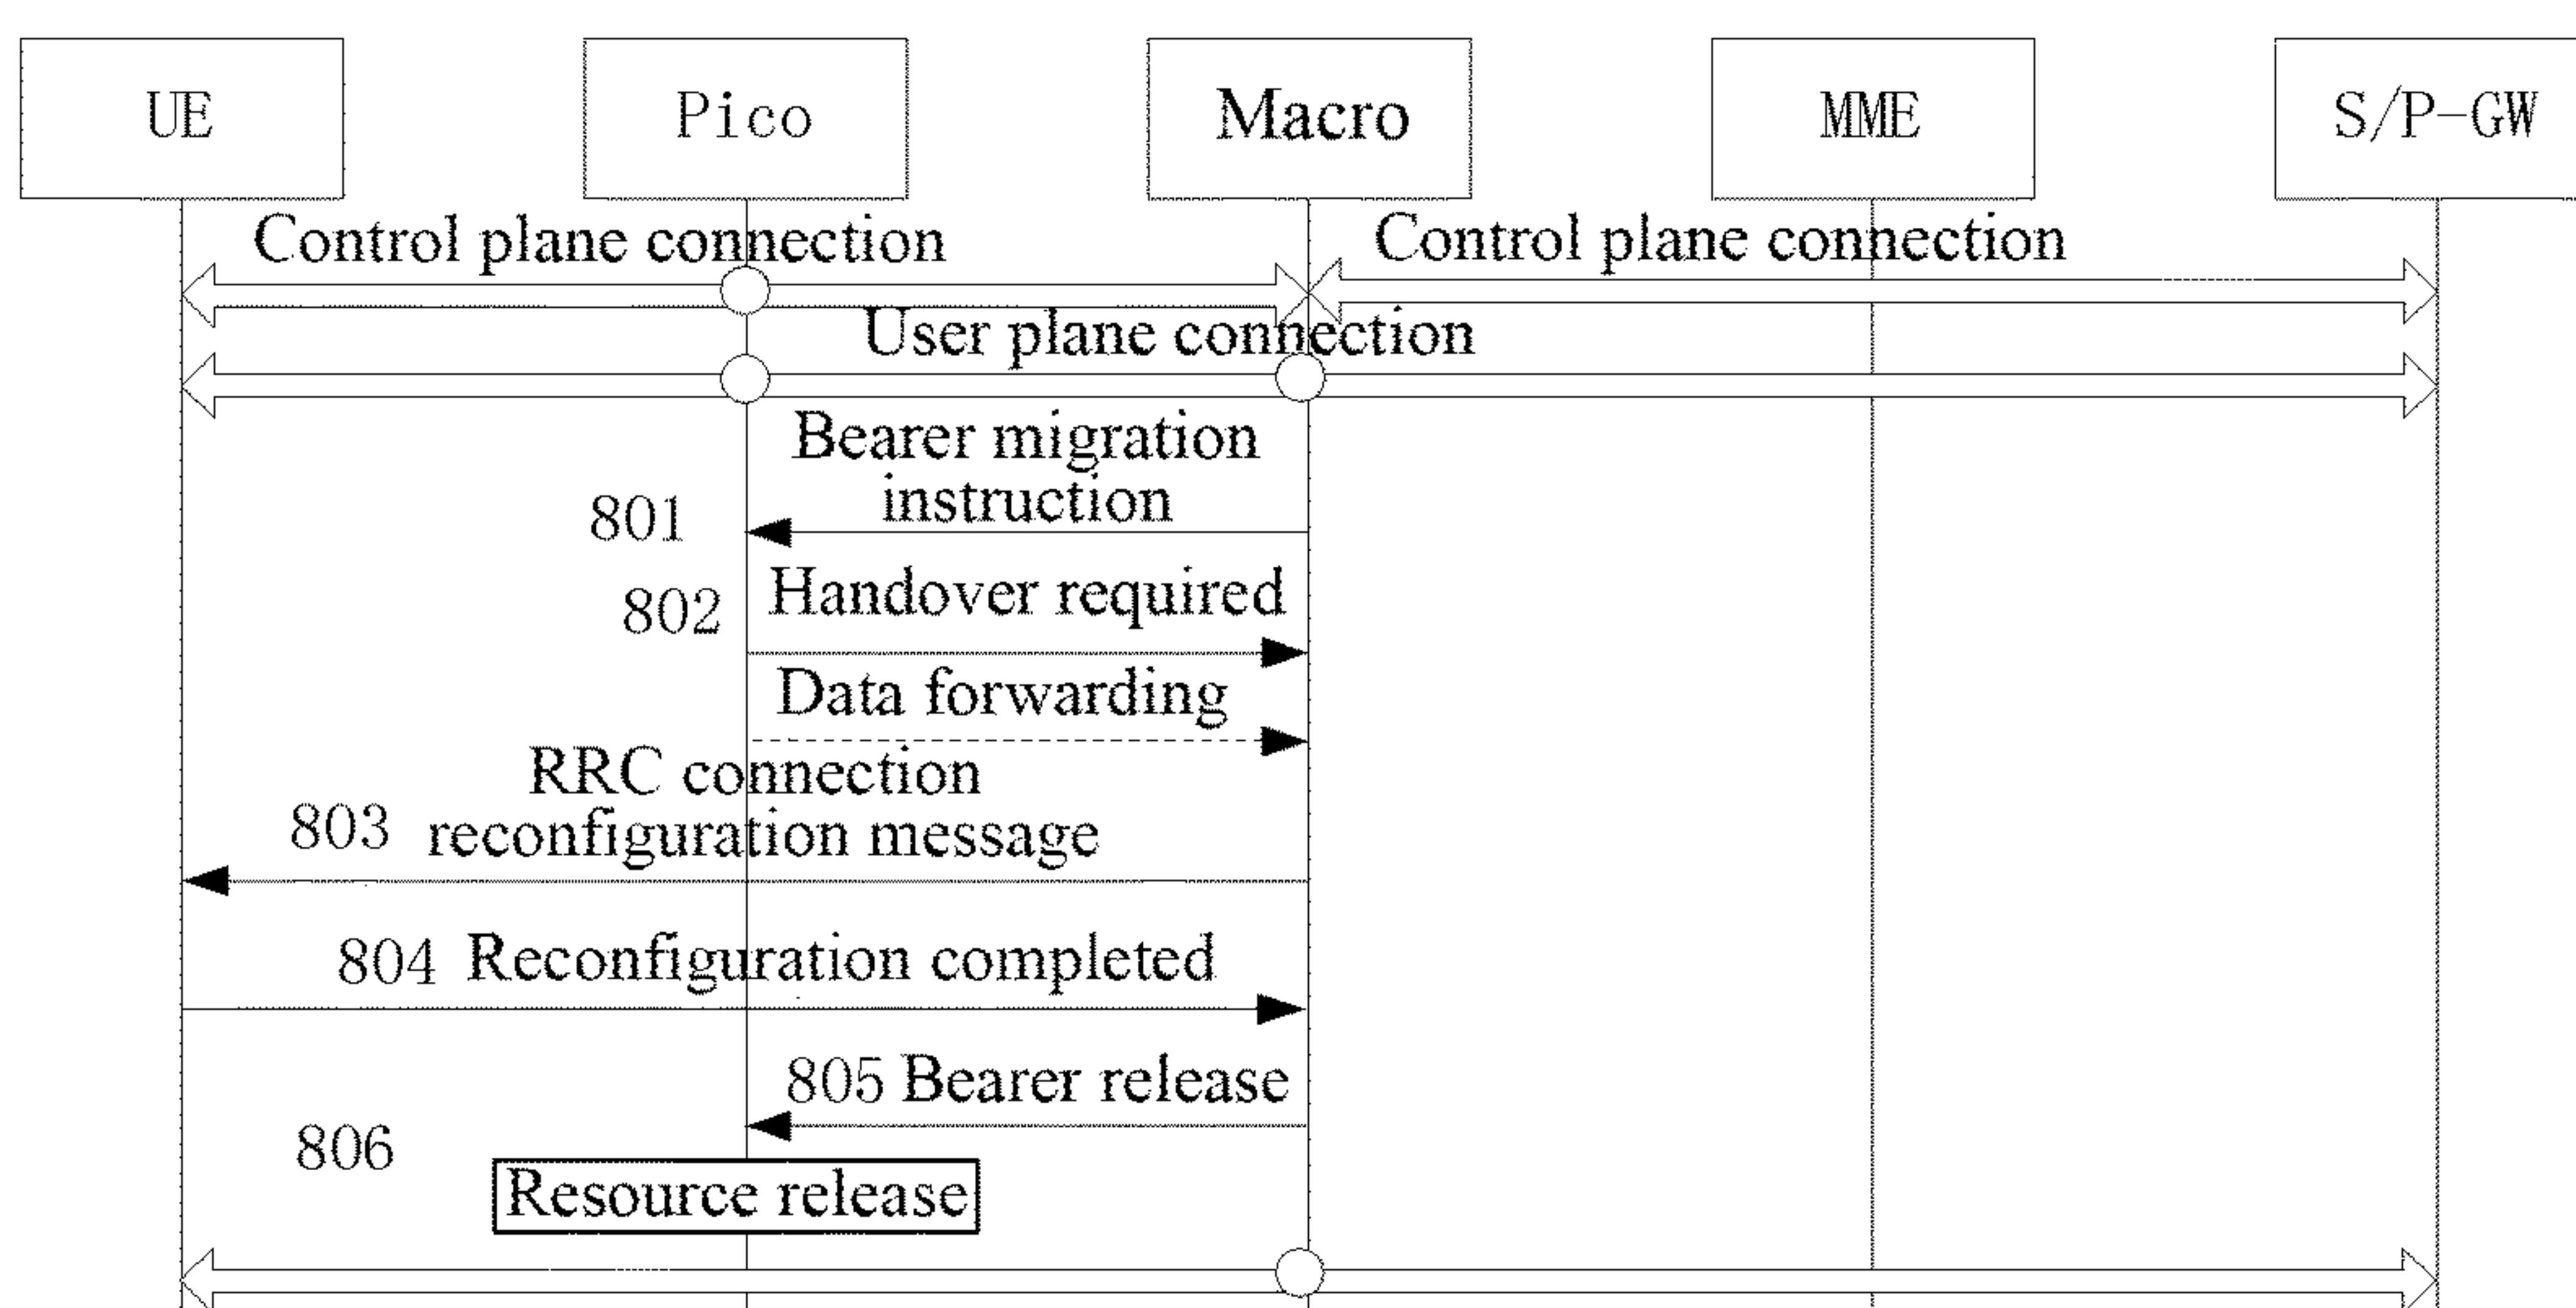 UE
Pico
Macro
MME
S/P-GW
Control plane connection
Control plane connection
User plane connection
Bearer migration
instruction
801
802
Handover required
Data forwarding
RRC connection
803
reconfiguration message
804
Reconfiguration completed
805
Bearer release
806
Resource release